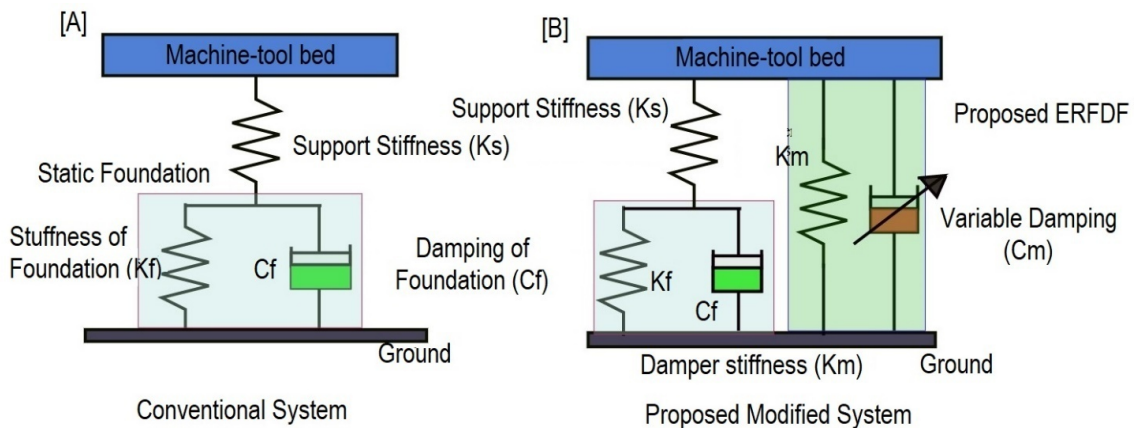 [A]
Machine-tool bed
Support Stiffness (Ks)
Static Foundation
Stuffness of
Foundation (Kf)
Cf
Damping of
Foundation (Cf)
Ground
Conventional System
[B]
Machine-tool bed
Support Stiffness (Ks)
Proposed ERFDF
Km
Variable Damping
(Cm)
Kf
Cf
Damper stiffness (Km)
Ground
Proposed Modified System